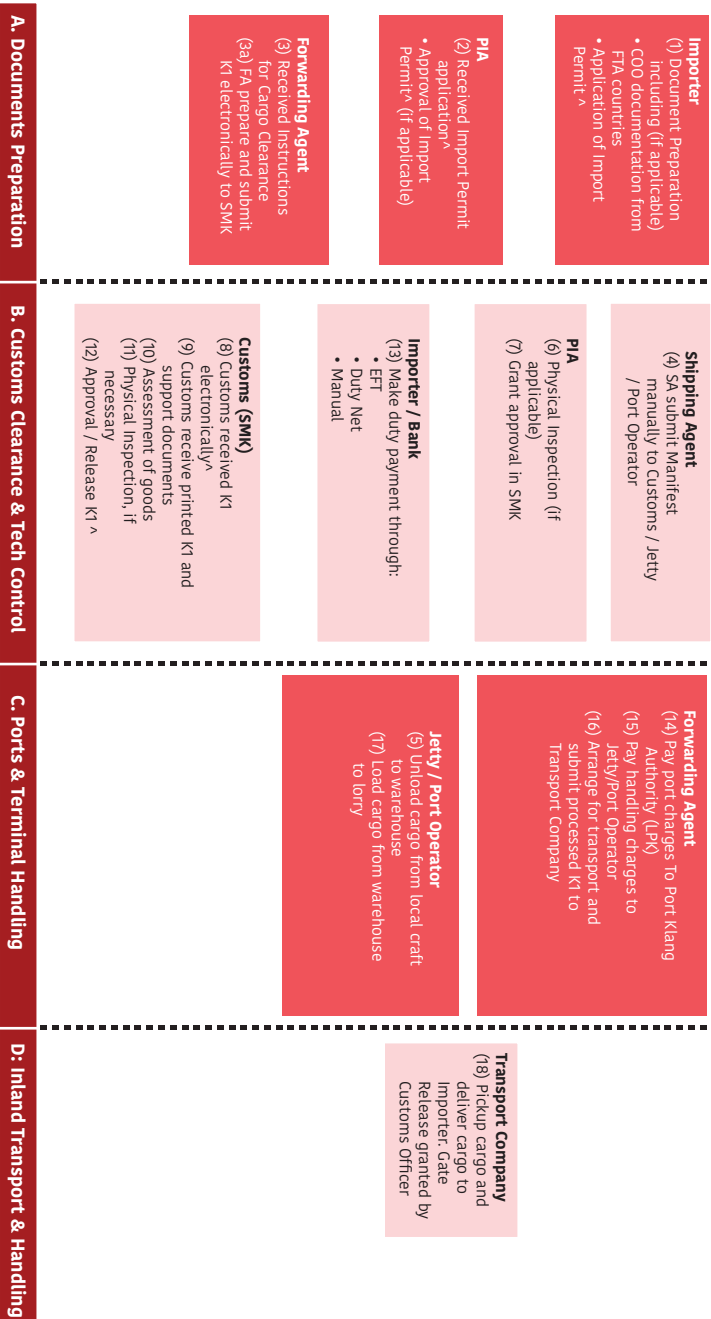 A. Documents Preparation
Importer
(1) Document Preparation
including (if applicable)
• COO documentation from
FTA countries
• Application of Import
Permit ^
PIA
(2) Received Import Permit
application^
• Approval of Import
Permit^ (if applicable)
Forwarding Agent
(3) Received Instructions
for Cargo Clearance
(3a) FA prepare and submit
K1 electronically to SMK
B. Customs Clearance & Tech Control
Shipping Agent
(4) SA submit Manifest
manually to Customs / Jetty
/ Port Operator
PIA
(6) Physical Inspection (if
applicable)
(7) Grant approval in SMK
Importer / Bank
(13) Make duty payment through:
• EFT
• Duty Net
• Manual
Customs (SMK)
(8) Customs received K1
electronically^
(9) Customs receive printed K1 and
support documents
(10) Assessment of goods
(11) Physical Inspection, if
necessary
(12) Approval / Release K1 ^
C. Ports & Terminal Handling
Forwarding Agent
(14) Pay port charges To Port Klang
Authority (LPK)
(15) Pay handling charges to
Jetty/Port Operator
(16) Arrange for transport and
submit processed K1 to
Transport Company
Jetty / Port Operator
(5) Unload cargo from local craft
to warehouse
(17) Load cargo from warehouse
to lorry
D: Inland Transport & Handling
Transport Company
(18) Pickup cargo and
deliver cargo to
Importer. Gate
Release granted by
Customs Officer